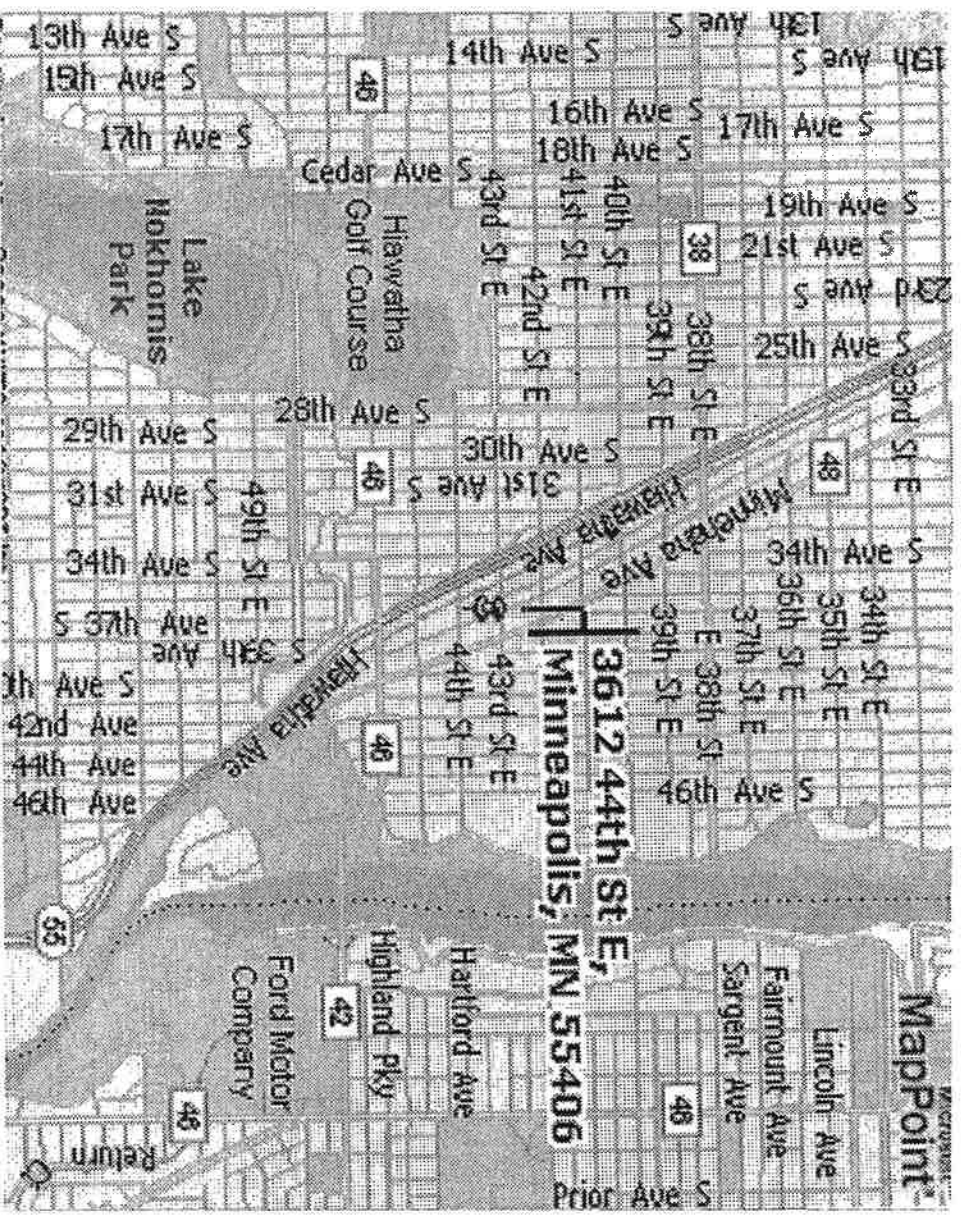 13th Ave S
13th Ave S
15th Ave S
14th Ave S
15th Ave S
46
17th Ave S
16th Ave S
17th Ave S
18th Ave S
Cedar Ave S
43rd St E
41st St E
40th St E
19th Ave S
38
21st Ave S
Lake
Nokhomis
Park
Hiawatha
Golf Course
42nd St E
39th St E
38th St E
23rd Ave S
25th Ave S
33rd St E
28th Ave S
29th Ave S
30th Ave S
46
31st Ave S
31st Ave S
49th St E
48
Hiawatha Ave
Minnehaha Ave
34th Ave S
34th Ave S
S 37th Ave
S 39th Ave
55
36th St E
35th St E
34th St E
39th St E
E 38th St
37th St E
3612 44th St E,
Minneapolis, MN 55406
Hiawatha Ave
44th St E
43rd St E
Ave S
42nd Ave
44th Ave
46th Ave
46
46th Ave S
55
Ford Motor
Company
42
Highland Pky
Hartford Ave
Sargent Ave
Fairmount Ave
Lincoln Ave
Microsoft
MapPoint
46
46
Return
Prior Ave S